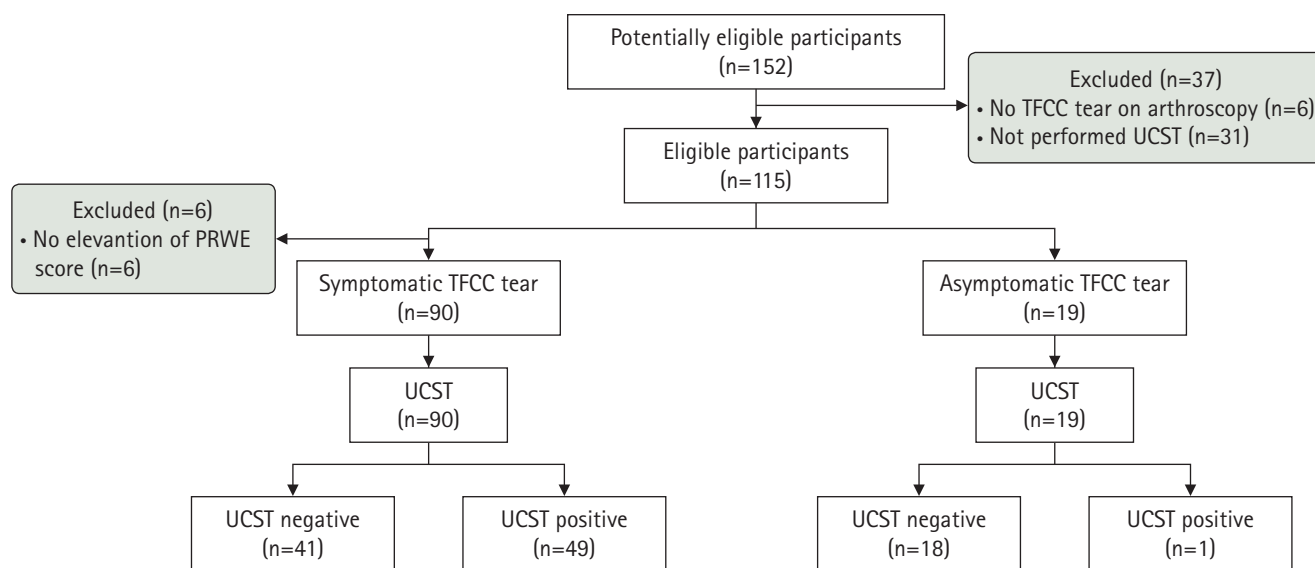 Potentially eligible participants
(n=152)
Excluded (n=37)
• No TFCC tear on arthroscopy (n=6)
• Not performed UCST (n=31)
Eligible participants
(n=115)
Excluded (n=6)
• No elevantion of PRWE
score (n=6)
Symptomatic TFCC tear
(n=90)
Asymptomatic TFCC tear
(n=19)
UCST
(n=90)
UCST
(n=19)
UCST negative
(n=41)
UCST positive
(n=49)
UCST negative
(n=18)
UCST positive
(n=1)